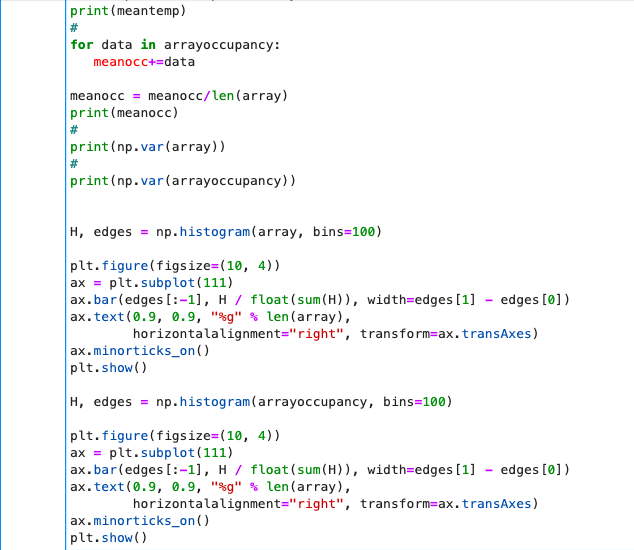 print(meantemp)
#
for data in arrayoccupancy:
   meanocc+=data

meanocc = meanocc/len(array)
print(meanocc)
#
print(np.var(array))
#
print(np.var(arrayoccupancy))


H, edges = np.histogram(array, bins=100)

plt.figure(figsize=(10, 4))
ax = plt.subplot(111)
ax.bar(edges[:-1], H / float(sum(H)), width=edges[1] - edges[0])
ax.text(0.9, 0.9, "%g" % len(array),
        horizontalalignment="right", transform=ax.transAxes)
ax.minorticks_on()
plt.show()

H, edges = np.histogram(arrayoccupancy, bins=100)

plt.figure(figsize=(10, 4))
ax = plt.subplot(111)
ax.bar(edges[:-1], H / float(sum(H)), width=edges[1] - edges[0])
ax.text(0.9, 0.9, "%g" % len(array),
        horizontalalignment="right", transform=ax.transAxes)
ax.minorticks_on()
plt.show()